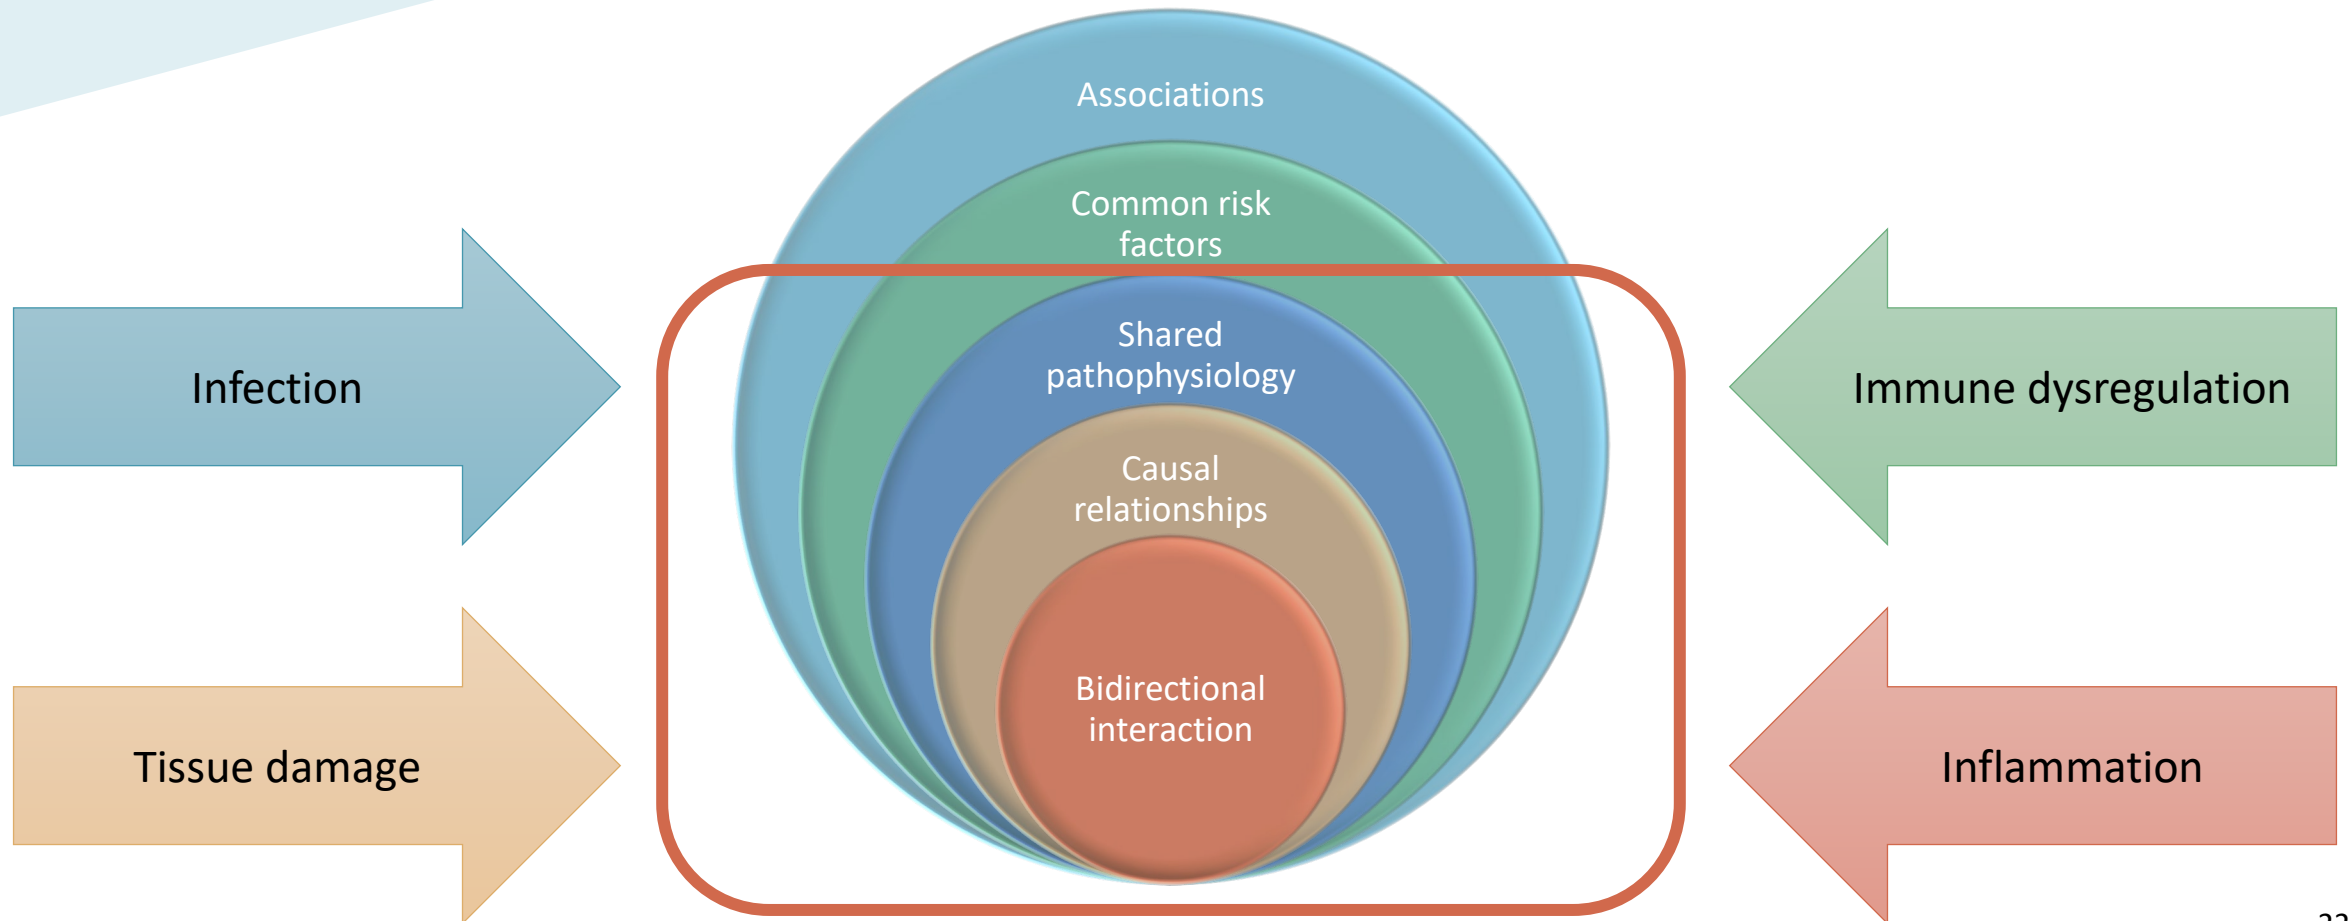 Associations
Common risk
factors
Shared
pathophysiology
Causal
relationships
Bidirectional
interaction
Infection
Tissue damage
Immune dysregulation
Inflammation